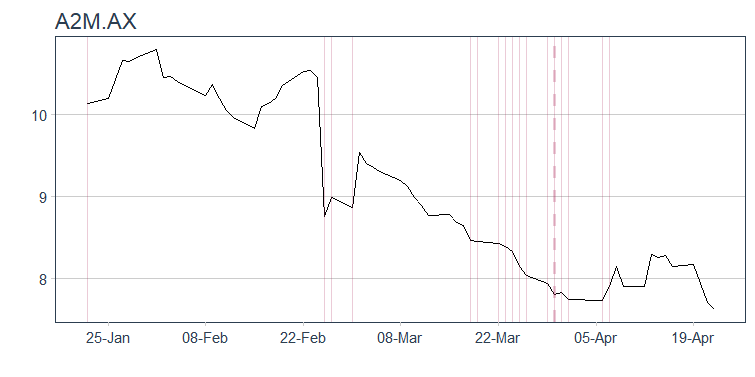 A2M.AX
10
9
8
25-Jan
08-Feb
22-Feb
08-Mar
22-Mar
05-Apr
19-Apr